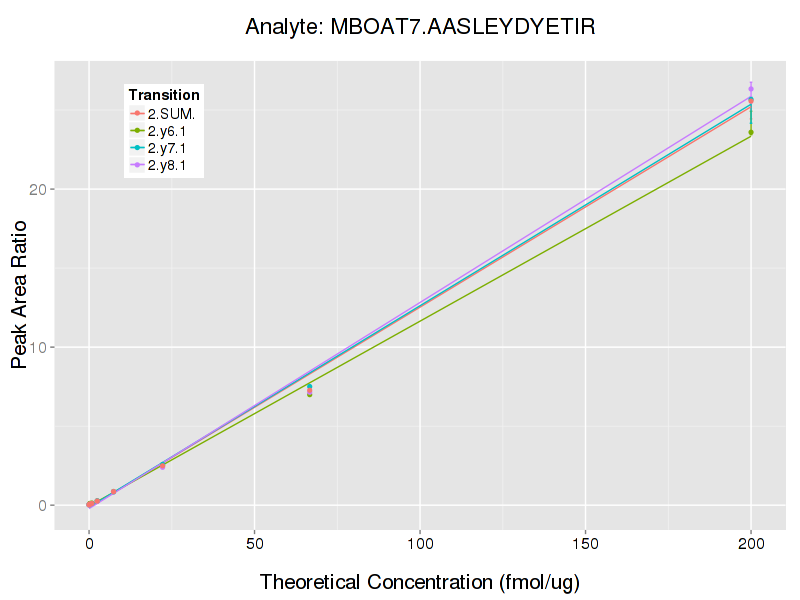 Analyte: MBOAT7.AASLEYDYETIR
Transition
2.SUM.
2.y6.1
2.y7.1
2.y8.1
Peak Area Ratio
20
10
0
0 50 100 150 200
Theoretical Concentration (fmol/ug)